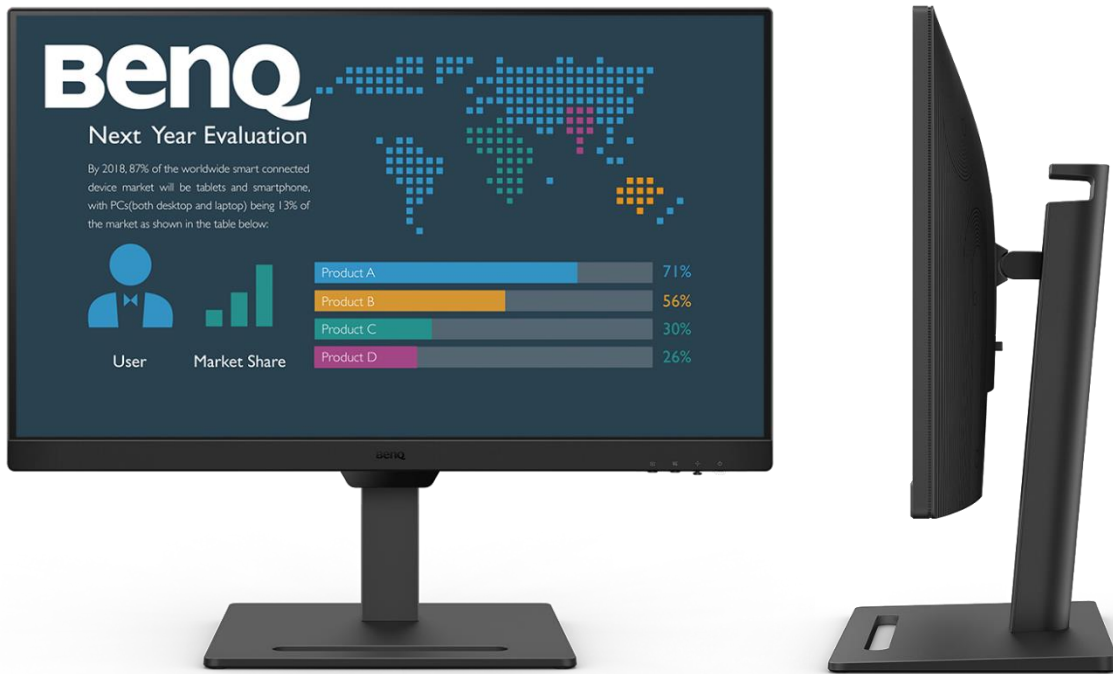 BenQ
Next Year Evaluation
By 2018, 87% of the worldwide smart connected
device market will be tablets and smartphone,
with PCs(both desktop and laptop) being 13% of
the market as shown in the table below:
User
Market Share
Product A
71%
Product B
56%
Product C
30%
Product D
26%
BenQ